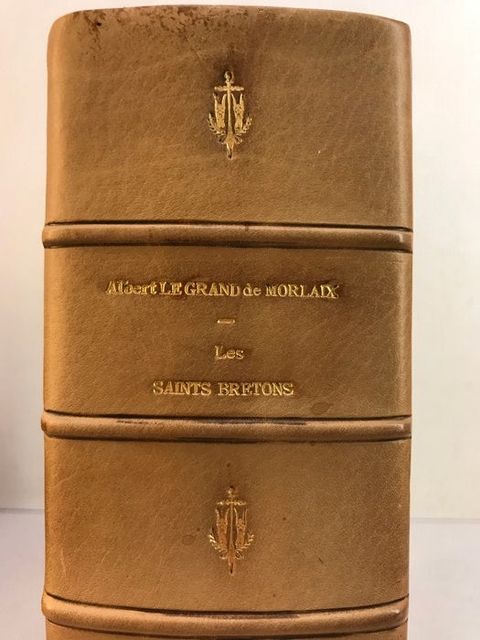 Albert LE GRAND de MORLAIX
Les
SAINTS BRETONS